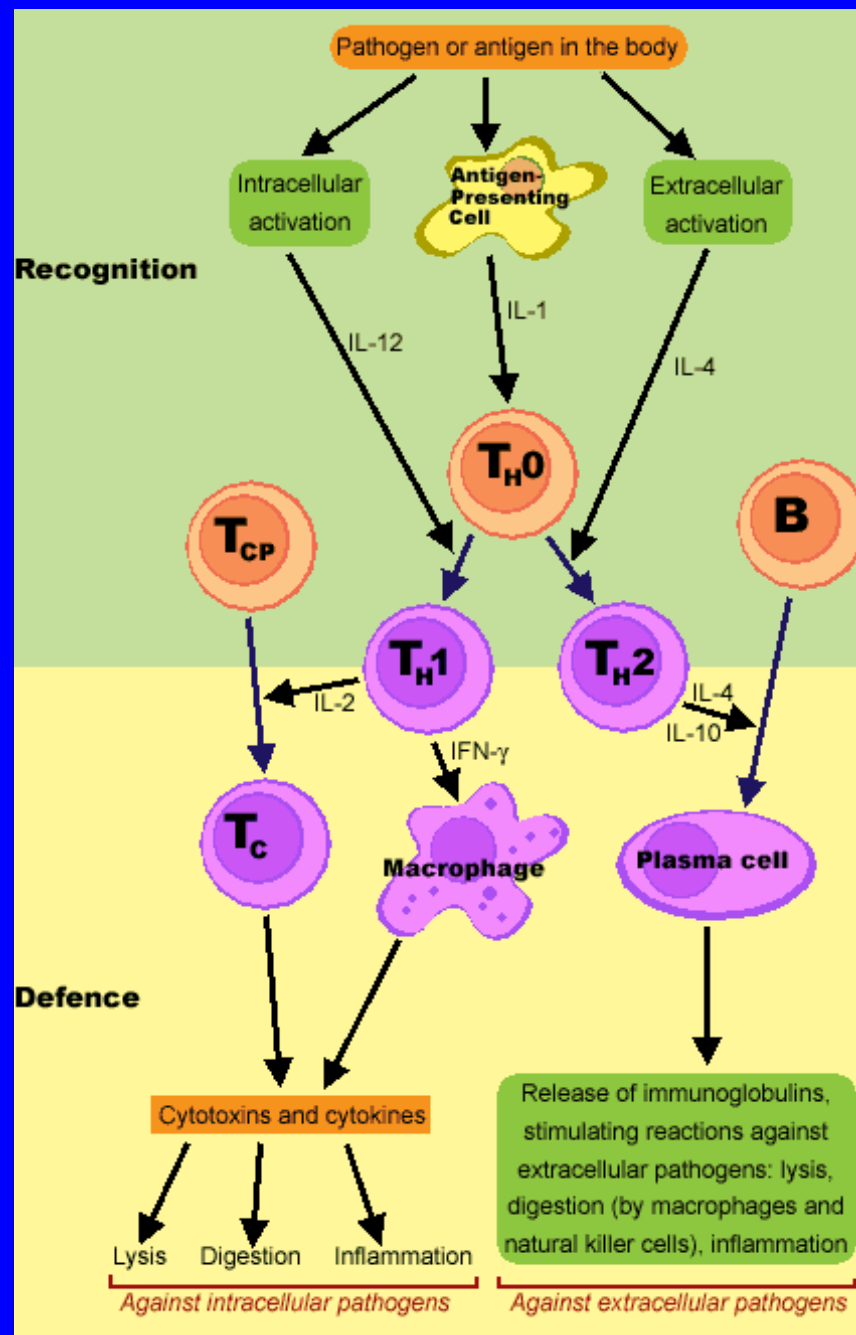 Pathogen or antigen in the body
Intracellular
activation
Antigen-
Presenting
Cell
Extracellular
activation
Recognition
IL-1
IL-12
IL-4
TH0
B
TCP
TH1
TH2
IL-2
IL-4
IL-10
IFN-γ
TC
Macrophage
Plasma cell
Defence
Cytotoxins and cytokines
Release of immunoglobulins,
stimulating reactions against
extracellular pathogens: lysis,
digestion (by macrophages and
natural killer cells), inflammation
Lysis
Digestion
Inflammation
Against intracellular pathogens
Against extracellular pathogens